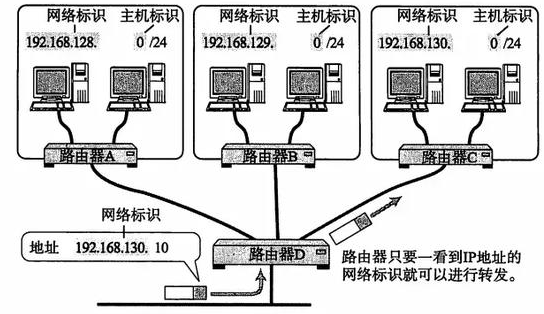 网络标识 主机标识
192.168.128. 0 /24
网络标识 主机标识
192.168.129. 0 /24
网络标识 主机标识
192.168.130. 0 /24
路由器A
路由器B
路由器C
网络标识
地址 192.168.130. 10
路由器D
路由器只要一看到IP地址的
网络标识就可以进行转发。